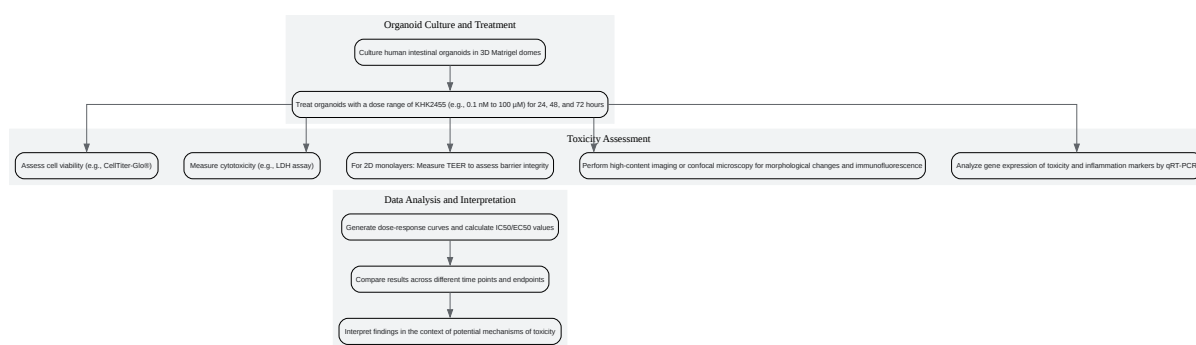 Organoid Culture and Treatment
Culture human intestinal organoids in 3D Matrigel domes
Treat organoids with a dose range of KHK2455 (e.g., 0.1 nM to 100 µM) for 24, 48, and 72 hours
Toxicity Assessment
Assess cell viability (e.g., CellTiter-Glo®)
Measure cytotoxicity (e.g., LDH assay)
For 2D monolayers: Measure TEER to assess barrier integrity
Perform high-content imaging or confocal microscopy for morphological changes and immunofluorescence
Analyze gene expression of toxicity and inflammation markers by qRT-PCR
Data Analysis and Interpretation
Generate dose-response curves and calculate IC50/EC50 values
Compare results across different time points and endpoints
Interpret findings in the context of potential mechanisms of toxicity